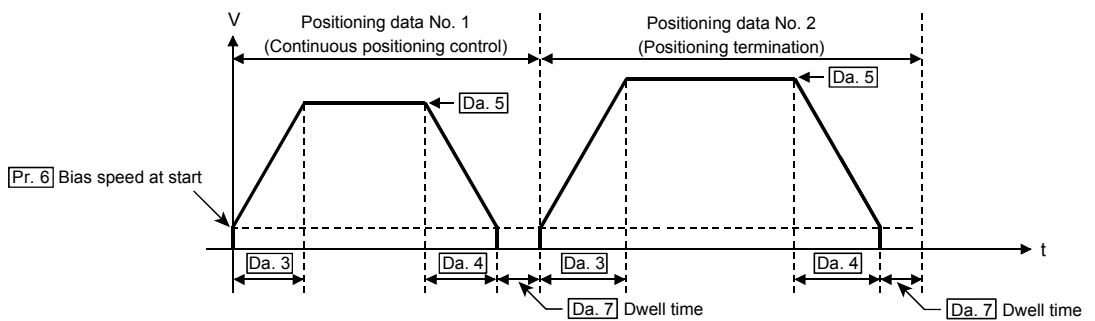 V
Positioning data No. 1
(Continuous positioning control)
Positioning data No. 2
(Positioning termination)
Da. 5
Da. 5
Pr. 6 Bias speed at start
t
Da. 3
Da. 4
Da. 3
Da. 4
Da. 7 Dwell time
Da. 7 Dwell time